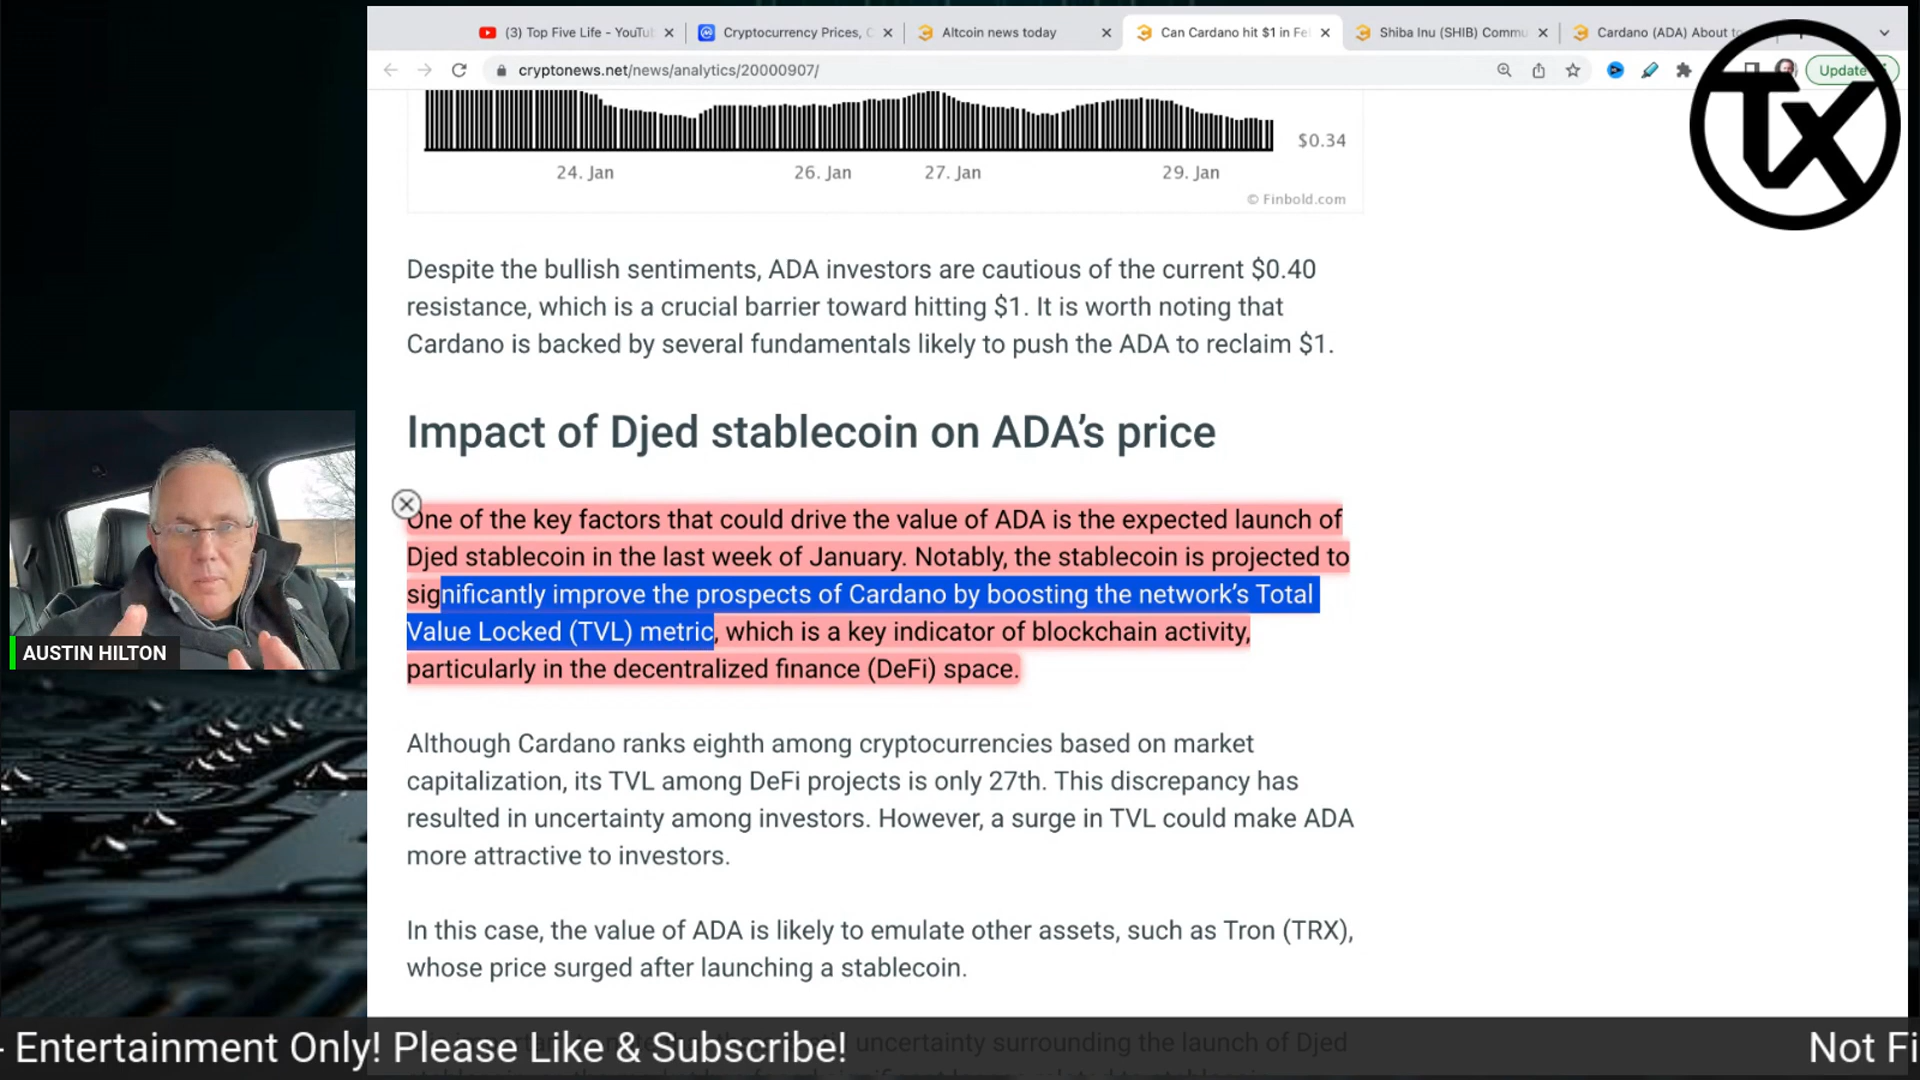 (3) Top Five Life - YouTu
Cryptocurrency Prices, C
Altcoin news today
Can Cardano hit $1 in Fe
Shiba Inu (SHIB) Commu
Cardano (ADA) About to
cryptonews.net/news/analytics/20000907/
Update
TX
$0.34
24. Jan 26. Jan 27. Jan 29. Jan
© Finbold.com
Despite the bullish sentiments, ADA investors are cautious of the current $0.40
resistance, which is a crucial barrier toward hitting $1. It is worth noting that
Cardano is backed by several fundamentals likely to push the ADA to reclaim $1.
Impact of Djed stablecoin on ADA’s price
One of the key factors that could drive the value of ADA is the expected launch of
Djed stablecoin in the last week of January. Notably, the stablecoin is projected to
significantly improve the prospects of Cardano by boosting the network’s Total
Value Locked (TVL) metric, which is a key indicator of blockchain activity,
particularly in the decentralized finance (DeFi) space.
AUSTIN HILTON
Although Cardano ranks eighth among cryptocurrencies based on market
capitalization, its TVL among DeFi projects is only 27th. This discrepancy has
resulted in uncertainty among investors. However, a surge in TVL could make ADA
more attractive to investors.
In this case, the value of ADA is likely to emulate other assets, such as Tron (TRX),
whose price surged after launching a stablecoin.
uncertainty surrounding the launch of Djed
- Entertainment Only! Please Like & Subscribe! Not Fi